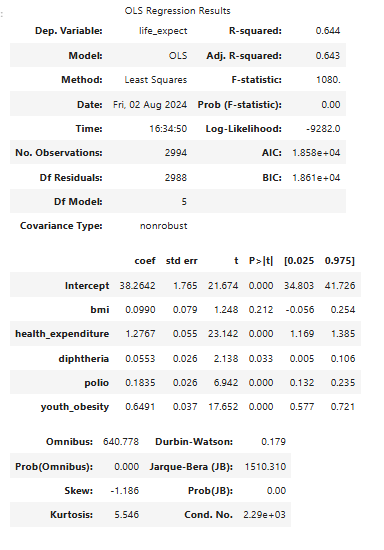 OLS Regression Results
Dep. Variable: life_expect R-squared: 0.644
Model: OLS Adj. R-squared: 0.643
Method: Least Squares F-statistic: 1080.
Date: Fri, 02 Aug 2024 Prob (F-statistic): 0.00
Time: 16:34:50 Log-Likelihood: -9282.0
No. Observations: 2994 AIC: 1.858e+04
Df Residuals: 2988 BIC: 1.861e+04
Df Model: 5
Covariance Type: nonrobust
coef std err t P>|t| [0.025 0.975]
Intercept 38.2642 1.765 21.674 0.000 34.803 41.726
bmi 0.0990 0.079 1.248 0.212 -0.056 0.254
health_expenditure 1.2767 0.055 23.142 0.000 1.169 1.385
diphtheria 0.0553 0.026 2.138 0.033 0.005 0.106
polio 0.1835 0.026 6.942 0.000 0.132 0.235
youth_obesity 0.6491 0.037 17.652 0.000 0.577 0.721
Omnibus: 640.778 Durbin-Watson: 0.179
Prob(Omnibus): 0.000 Jarque-Bera (JB): 1510.310
Skew: -1.186 Prob(JB): 0.00
Kurtosis: 5.546 Cond. No. 2.29e+03